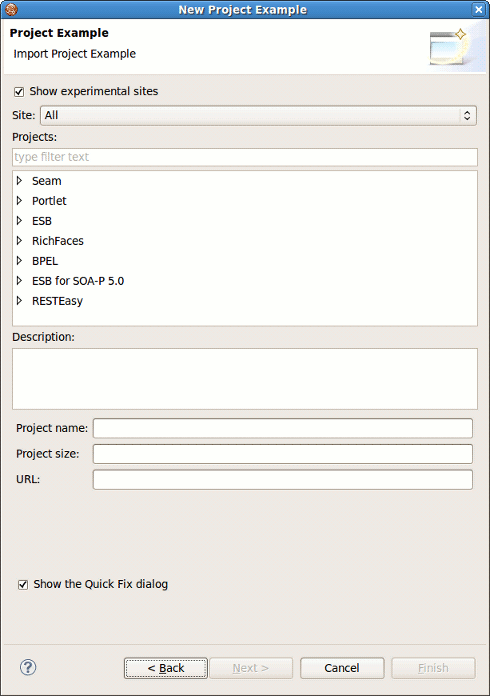 New Project Example
Project Example
Import Project Example
Show experimental sites
Site: All
Projects:
type filter text
Seam
Portlet
ESB
RichFaces
BPEL
ESB for SOA-P 5.0
RESTEasy
Description:
Project name:
Project size:
URL:
Show the Quick Fix dialog
? < Back Next > Cancel Finish